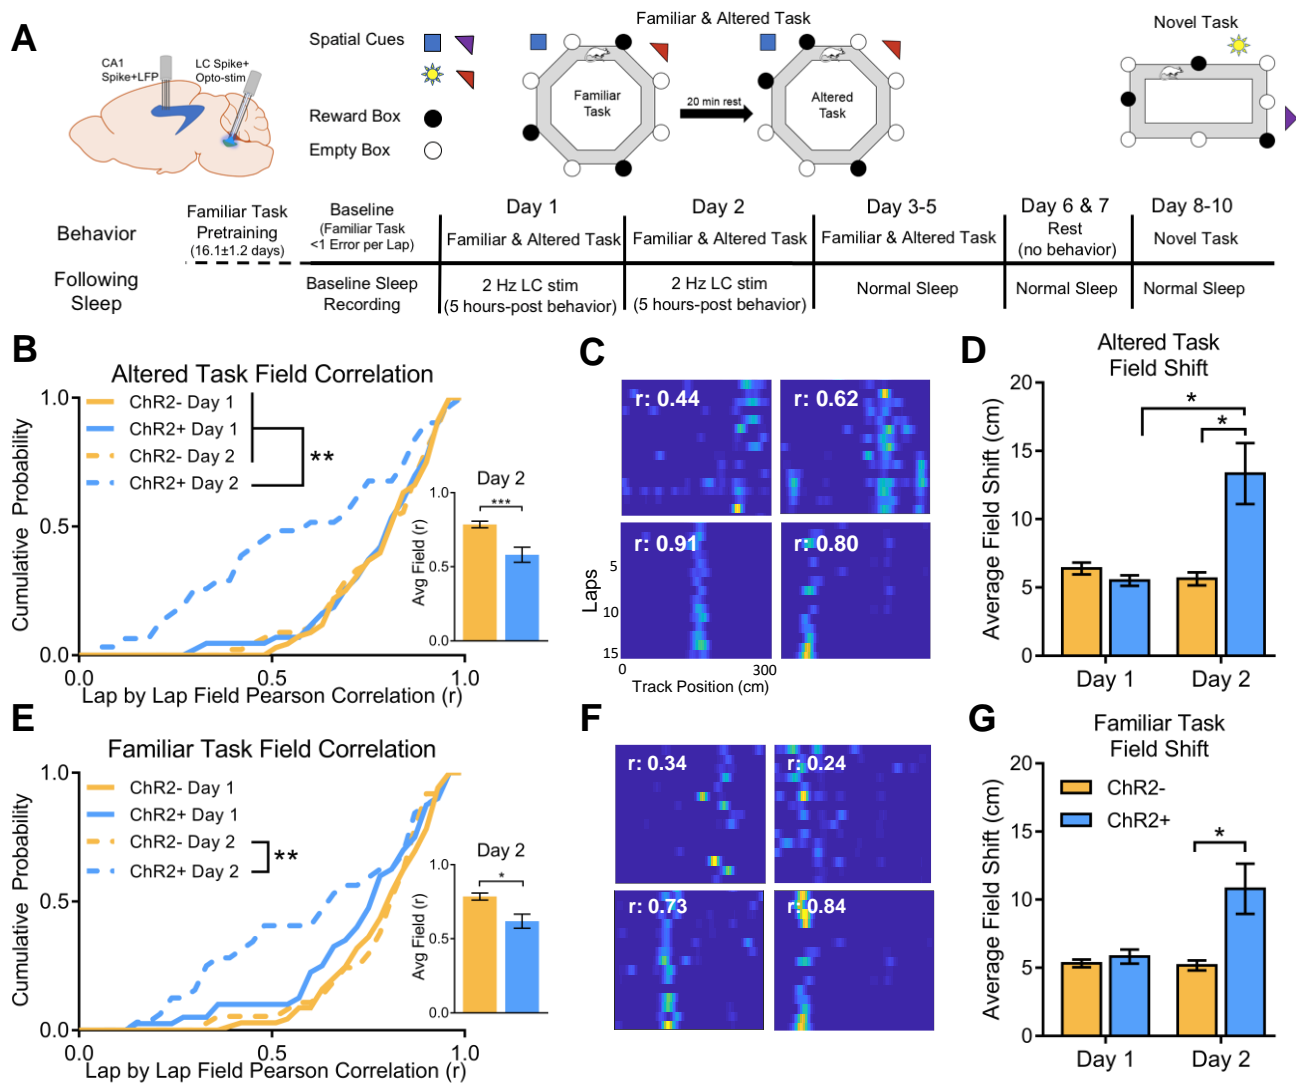 A
CA1
Spike+LFP
LC Spike+
Opto-stim
Spatial Cues
Reward Box
Empty Box
Familiar & Altered Task
Familiar
Task
20 min rest
Altered
Task
Novel Task
Behavior
Familiar Task
Pretraining
(16.1±1.2 days)
Baseline
(Familiar Task
<1 Error per Lap)
Day 1
Familiar & Altered Task
Day 2
Familiar & Altered Task
Day 3-5
Familiar & Altered Task
Day 6 & 7
Rest
(no behavior)
Day 8-10
Novel Task
Following
Sleep
Baseline Sleep
Recording
2 Hz LC stim
(5 hours-post behavior)
2 Hz LC stim
(5 hours-post behavior)
Normal Sleep
Normal Sleep
Normal Sleep
B
Altered Task Field Correlation
ChR2- Day 1
ChR2+ Day 1
ChR2- Day 2
ChR2+ Day 2
**
Cumulative Probability
1.0
0.5
0.0
0.0
0.5
1.0
Lap by Lap Field Pearson Correlation (r)
Day 2
***
Avg Field (r)
1.0
0.5
0.0
C
r: 0.44
r: 0.62
r: 0.91
r: 0.80
Laps
5
10
15
0
300
Track Position (cm)
D
Altered Task
Field Shift
Average Field Shift (cm)
20
15
10
5
0
*
*
Day 1
Day 2
E
Familiar Task Field Correlation
ChR2- Day 1
ChR2+ Day 1
ChR2- Day 2
ChR2+ Day 2
**
Cumulative Probability
1.0
0.5
0.0
0.0
0.5
1.0
Lap by Lap Field Pearson Correlation (r)
Day 2
*
Avg Field (r)
1.0
0.5
0.0
F
r: 0.34
r: 0.24
r: 0.73
r: 0.84
G
Familiar Task
Field Shift
ChR2-
ChR2+
Average Field Shift (cm)
20
15
10
5
0
*
Day 1
Day 2